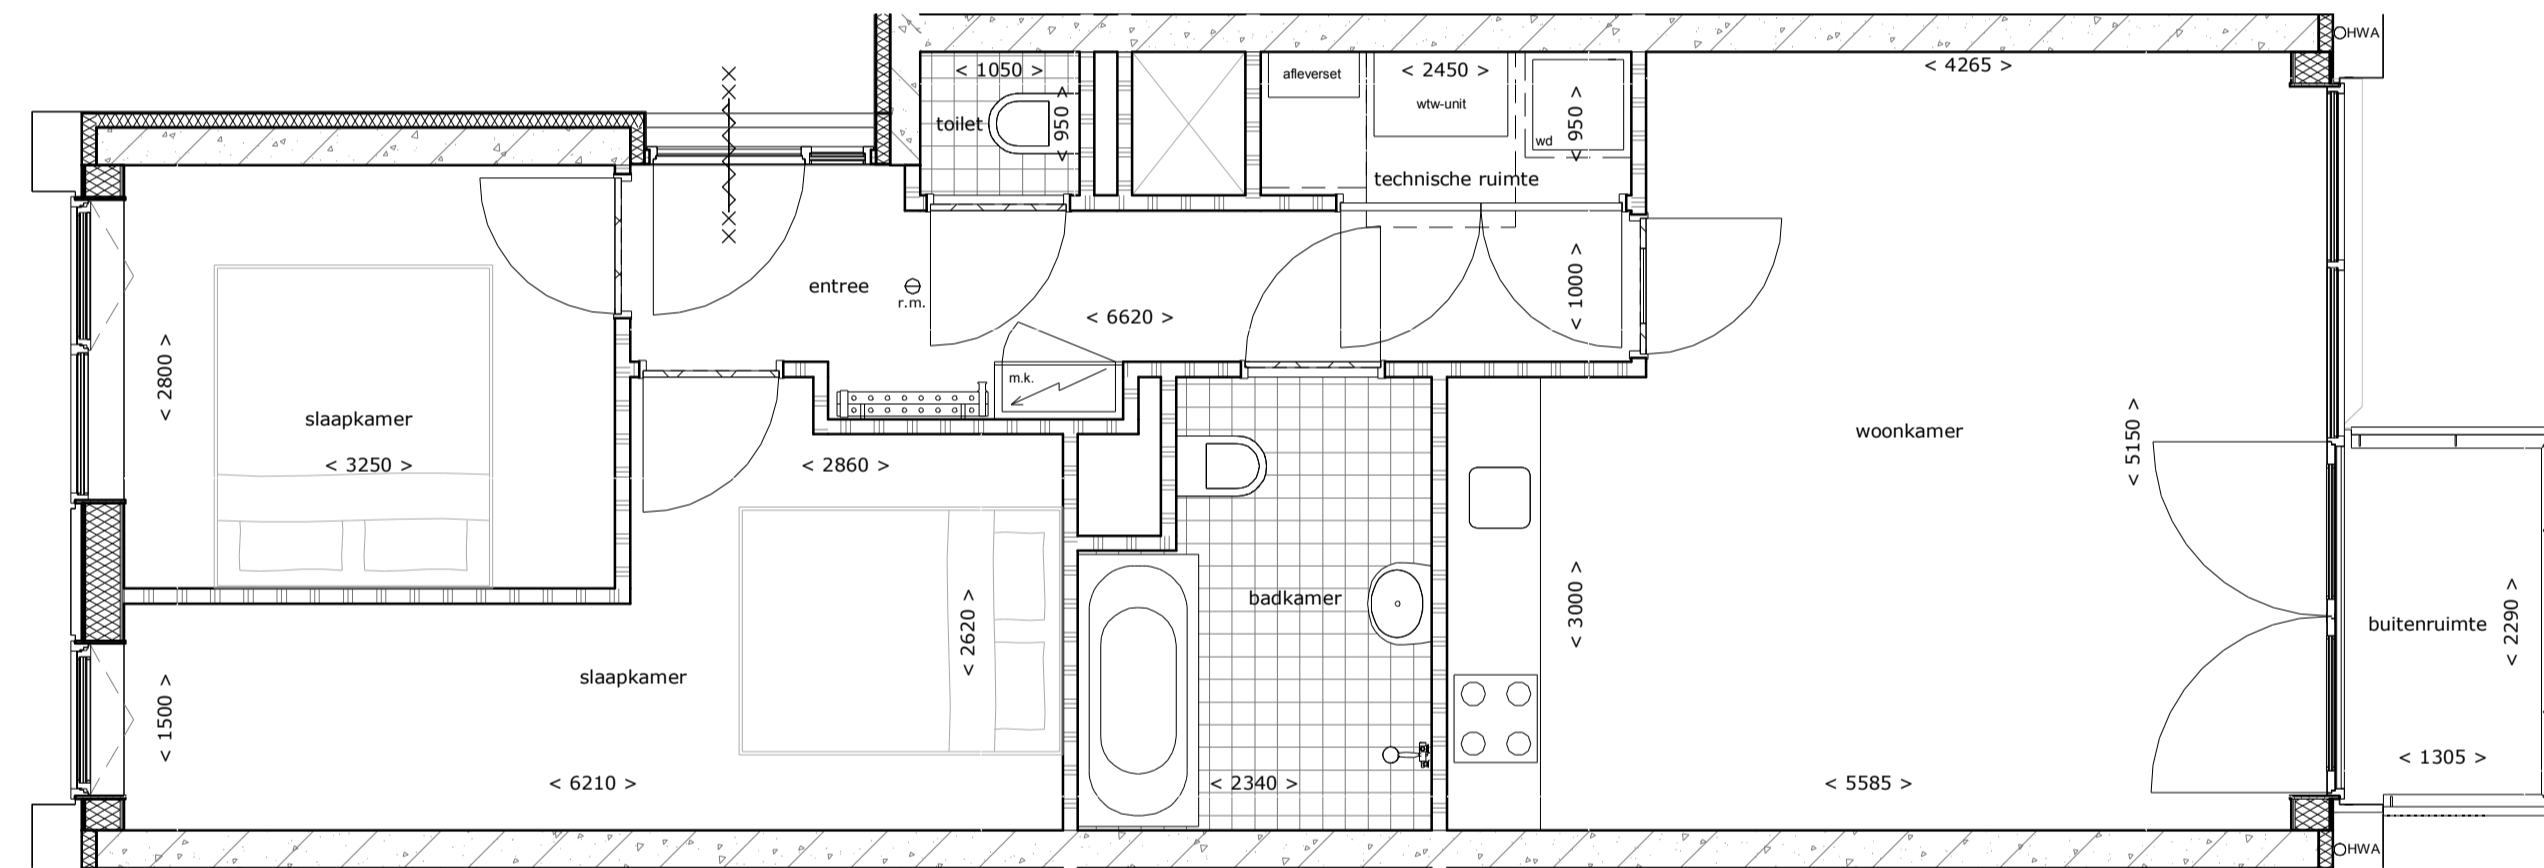 HWA
< 1050 >
afleverset
< 2450 >
< 4265 >
wtw-unit
toilet
< 950 >
< 950 >
wd
technische ruimte
entree
r.m.
< 1000 >
< 6620 >
< 2800 >
m.k.
slaapkamer
woonkamer
< 5150 >
< 3250 >
< 2860 >
badkamer
< 3000 >
< 2620 >
buitenruimte
< 2290 >
slaapkamer
< 1500 >
< 1305 >
< 6210 >
< 2340 >
< 5585 >
HWA